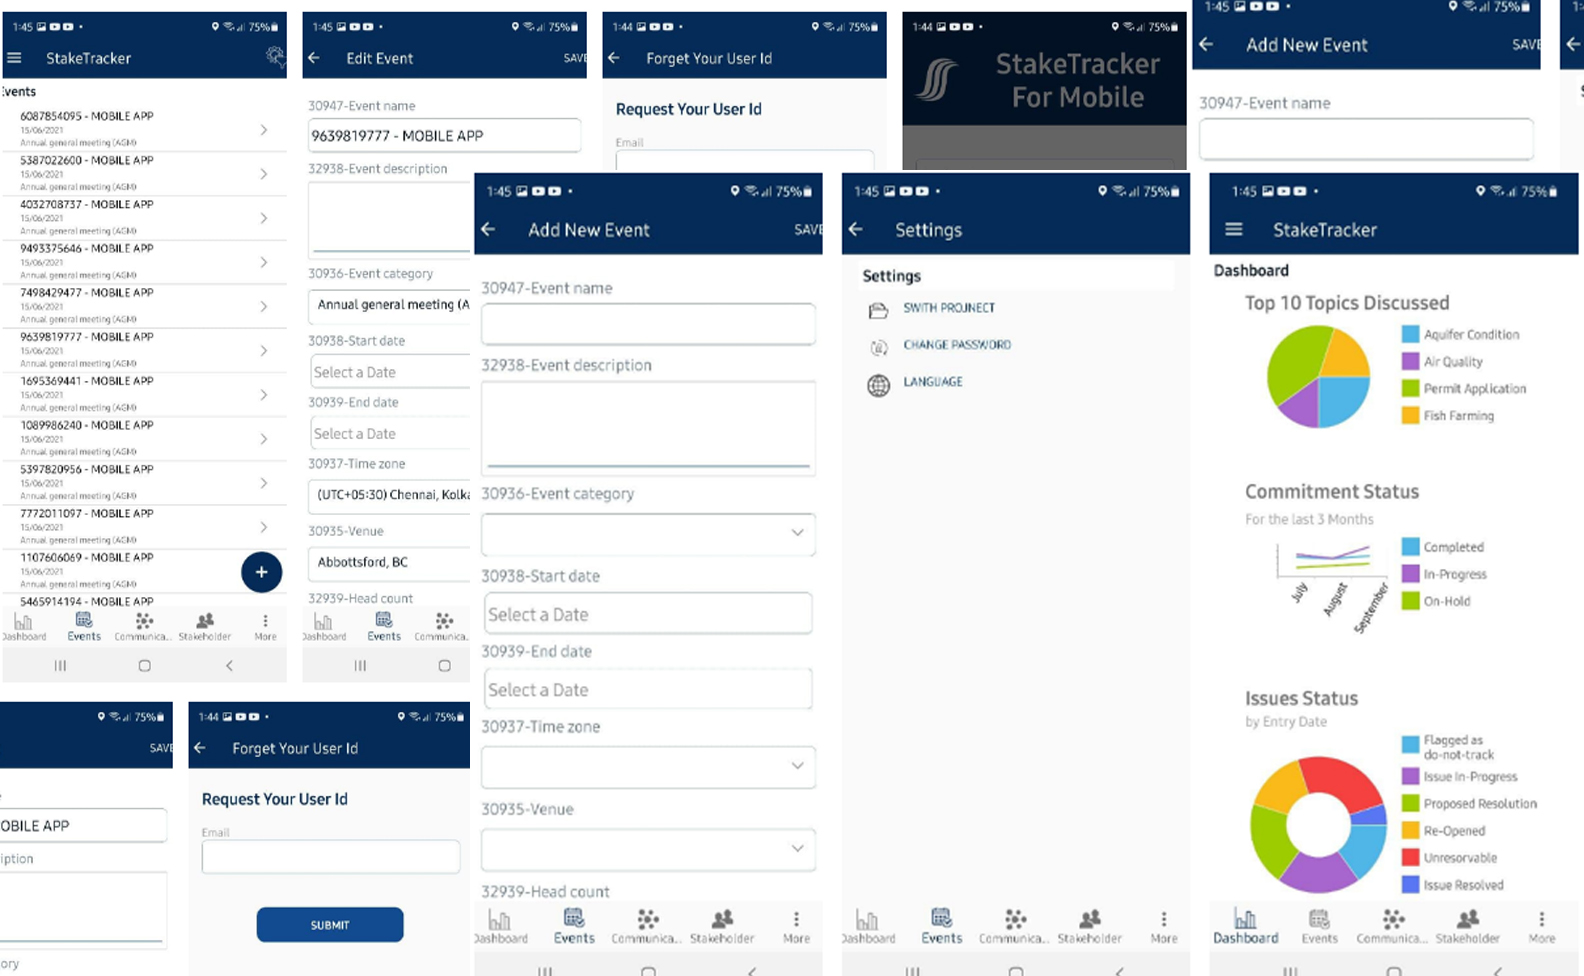 1:45 75%
StakeTracker
Events
6087854095 - MOBILE APP
15/06/2021
Annual general meeting (AGM)
5387022600 - MOBILE APP
15/06/2021
Annual general meeting (AGM)
4032708737 - MOBILE APP
15/06/2021
Annual general meeting (AGM)
9493375646 - MOBILE APP
15/06/2021
Annual general meeting (AGM)
7498429477 - MOBILE APP
15/06/2021
Annual general meeting (AGM)
9639819777 - MOBILE APP
15/06/2021
Annual general meeting (AGM)
1695369441 - MOBILE APP
15/06/2021
Annual general meeting (AGM)
1089986240 - MOBILE APP
15/06/2021
Annual general meeting (AGM)
5397820956 - MOBILE APP
15/06/2021
Annual general meeting (AGM)
7772011097 - MOBILE APP
15/06/2021
Annual general meeting (AGM)
1107606069 - MOBILE APP
15/06/2021
Annual general meeting (AGM)
5465914194 - MOBILE APP
Dashboard Events Communica... Stakeholder More
1:45 75%
Edit Event SAVE
30947-Event name
9639819777 - MOBILE APP
32938-Event description
30936-Event category
Annual general meeting (A
30938-Start date
Select a Date
30939-End date
Select a Date
30937-Time zone
(UTC+05:30) Chennai, Kolka
30935-Venue
Abbottsford, BC
32939-Head count
Dashboard Events Communica.
1:44 75%
Forget Your User Id
Request Your User Id
Email
1:44 75%
StakeTracker
For Mobile
1:45 75%
Add New Event SAVE
30947-Event name
75%
SAVE
OBILE APP
iption
ory
1:44 75%
Forget Your User Id
Request Your User Id
Email
SUBMIT
1:45 75%
Add New Event SAVE
30947-Event name
32938-Event description
30936-Event category
30938-Start date
Select a Date
30939-End date
Select a Date
30937-Time zone
30935-Venue
32939-Head count
Dashboard Events Communica... Stakeholder More
1:45 75%
Settings
Settings
SWITH PROJNECT
CHANGE PASSWORD
LANGUAGE
Dashboard Events Communica... Stakeholder More
1:45 75%
StakeTracker
Dashboard
Top 10 Topics Discussed
Aquifer Condition
Air Quality
Permit Application
Fish Farming
Commitment Status
For the last 3 Months
Completed
In-Progress
On-Hold
July August September
Issues Status
by Entry Date
Flagged as
do-not-track
Issue In-Progress
Proposed Resolution
Re-Opened
Unresorvable
Issue Resolved
Dashboard Events Communica... Stakeholder More